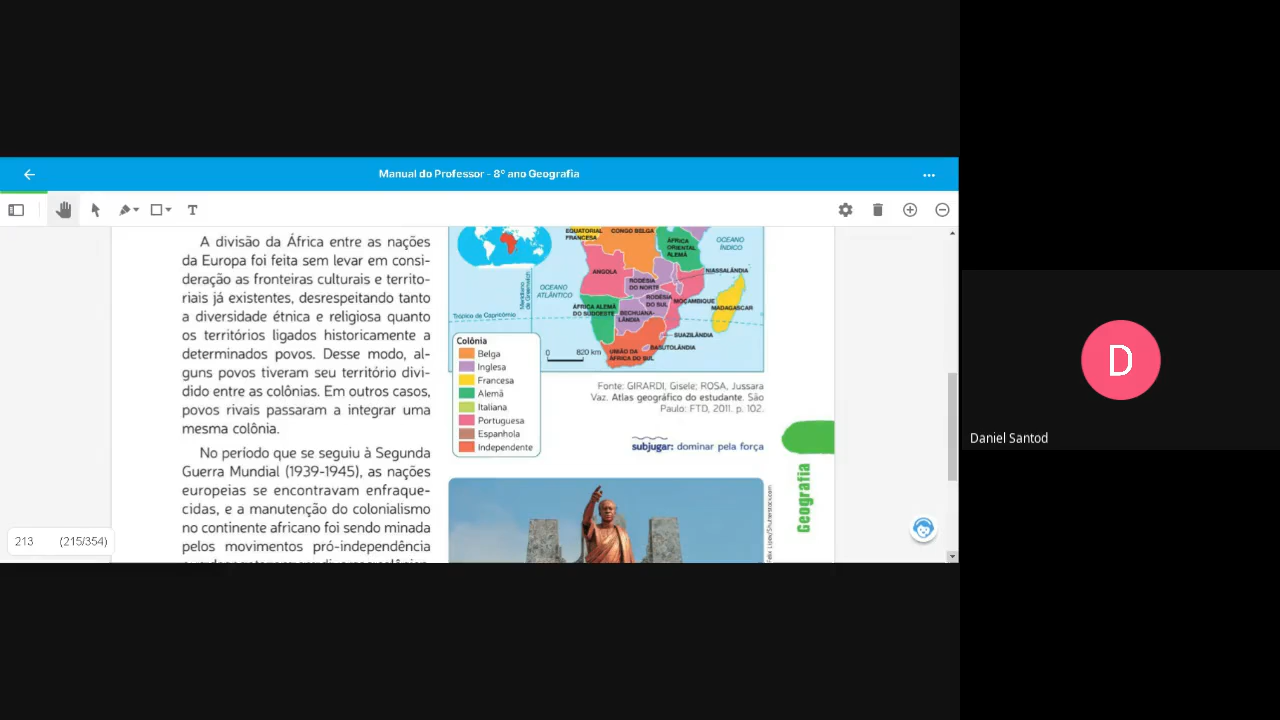 Manual do Professor - 8º ano Geografia
T
A divisão da África entre as nações
da Europa foi feita sem levar em consi-
deração as fronteiras culturais e territo-
riais já existentes, desrespeitando tanto
a diversidade étnica e religiosa quanto
os territórios ligados historicamente a
determinados povos. Desse modo, al-
guns povos tiveram seu território divi-
dido entre as colônias. Em outros casos,
povos rivais passaram a integrar uma
mesma colônia.
No período que se seguiu à Segunda
Guerra Mundial (1939-1945), as nações
europeias se encontravam enfraque-
cidas, e a manutenção do colonialismo
no continente africano foi sendo minada
pelos movimentos pró-independência
EQUATORIAL
FRANCESA
CONGO BELGA
ÁFRICA
ORIENTAL
ALEMÃ
OCEANO
ÍNDICO
ANGOLA
NIASSALÂNDIA
RODÉSIA
DO NORTE
OCEANO
ATLÂNTICO
Meridiano
de Greenwich
RODÉSIA
DO SUL
MOÇAMBIQUE
MADAGASCAR
ÁFRICA ALEMÃ
DO SUDOESTE
BECHUANA-
LÂNDIA
Trópico de Capricórnio
SUAZILÂNDIA
BASUTOLÂNDIA
UNIÃO DA
ÁFRICA DO SUL
0 820 km
Colônia
Belga
Inglesa
Francesa
Alemã
Italiana
Portuguesa
Espanhola
Independente
Fonte: GIRARDI, Gisele; ROSA, Jussara
Vaz. Atlas geográfico do estudante. São
Paulo: FTD, 2011. p. 102.
subjugar: dominar pela força
Geografia
213 (215/354)
D
Daniel Santod